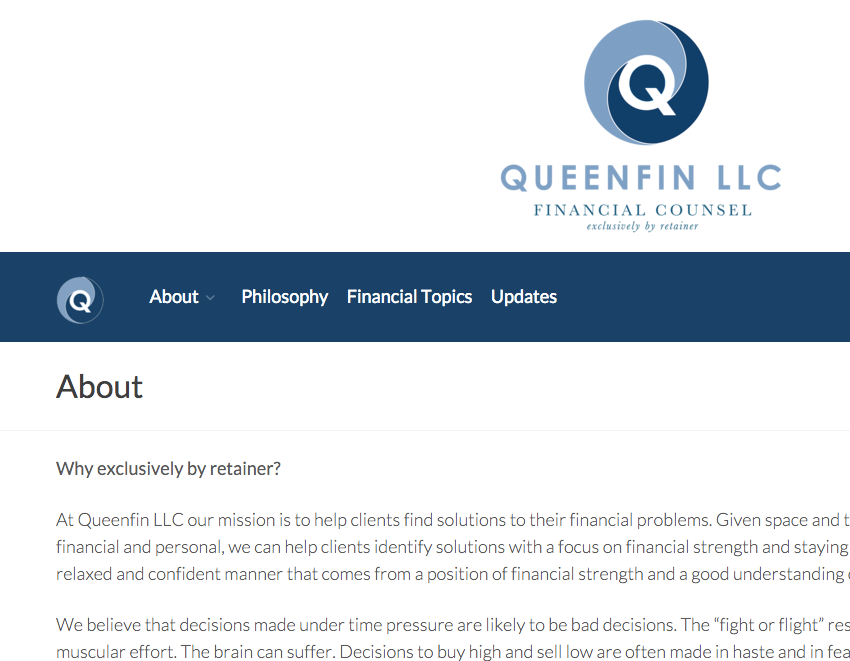 Q
QUEENFIN LLC
FINANCIAL COUNSEL
exclusively by retainer
Q About Philosophy Financial Topics Updates
About
Why exclusively by retainer?
At Queenfin LLC our mission is to help clients find solutions to their financial problems. Given space and t
financial and personal, we can help clients identify solutions with a focus on financial strength and staying
relaxed and confident manner that comes from a position of financial strength and a good understanding
We believe that decisions made under time pressure are likely to be bad decisions. The “fight or flight” res
muscular effort. The brain can suffer. Decisions to buy high and sell low are often made in haste and in fea